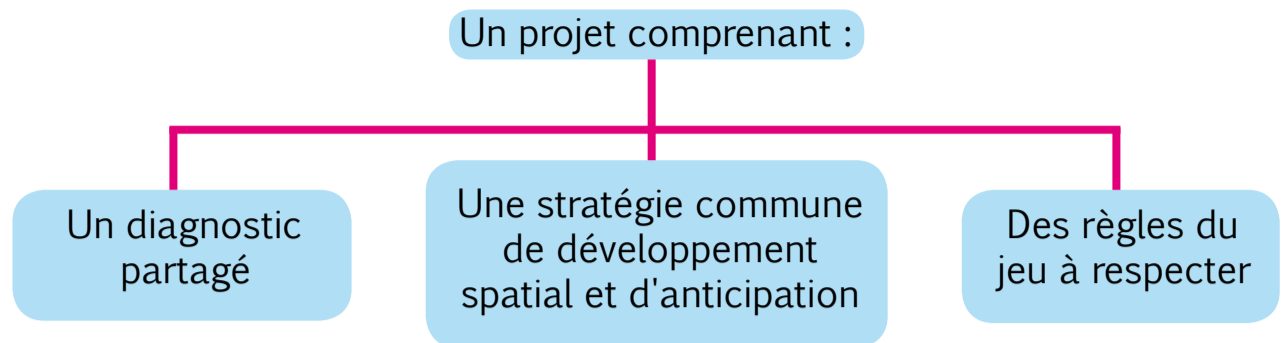 Un projet comprenant :
Un diagnostic
partagé
Une stratégie commune
de développement
spatial et d'anticipation
Des règles du
jeu à respecter